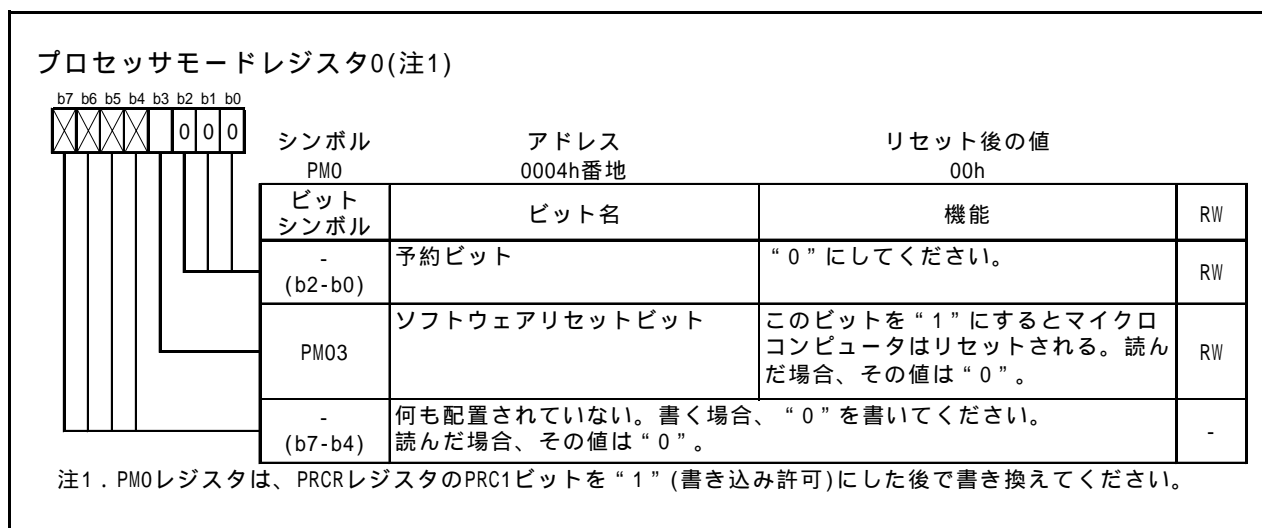 プロセッサモードレジスタ0(注1)
b7 b6 b5 b4 b3 b2 b1 b0
0 0 0
シンボル アドレス リセット後の値
PM0 0004h番地 00h
ビット
シンボル ビット名 機能 RW
-
(b2-b0) 予約ビット “0”にしてください。 RW
PM03 ソフトウェアリセットビット このビットを“1”にするとマイクロ
コンピュータはリセットされる。読ん
だ場合、その値は“0”。 RW
-
(b7-b4) 何も配置されていない。書く場合、“0”を書いてください。
読んだ場合、その値は“0”。 -
注1．PM0レジスタは、PRCRレジスタのPRC1ビットを“1”(書き込み許可)にした後で書き換えてください。